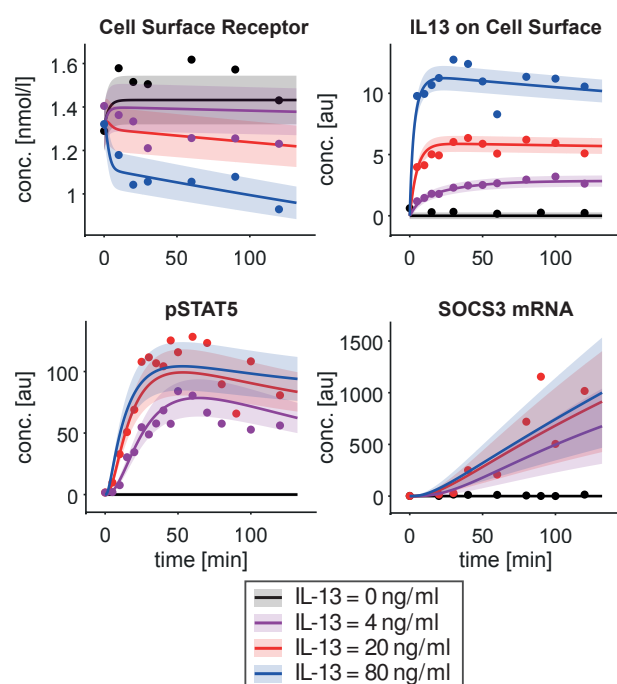 Cell Surface Receptor
IL13 on Cell Surface
conc. [nmol/l]
1.6
1.4
1.2
1
0
50
100
conc. [au]
10
5
0
0
50
100
pSTAT5
SOCS3 mRNA
conc. [au]
100
50
0
0
50
100
time [min]
conc. [au]
1500
1000
500
0
0
50
100
time [min]
IL-13 = 0 ng/ml
IL-13 = 4 ng/ml
IL-13 = 20 ng/ml
IL-13 = 80 ng/ml